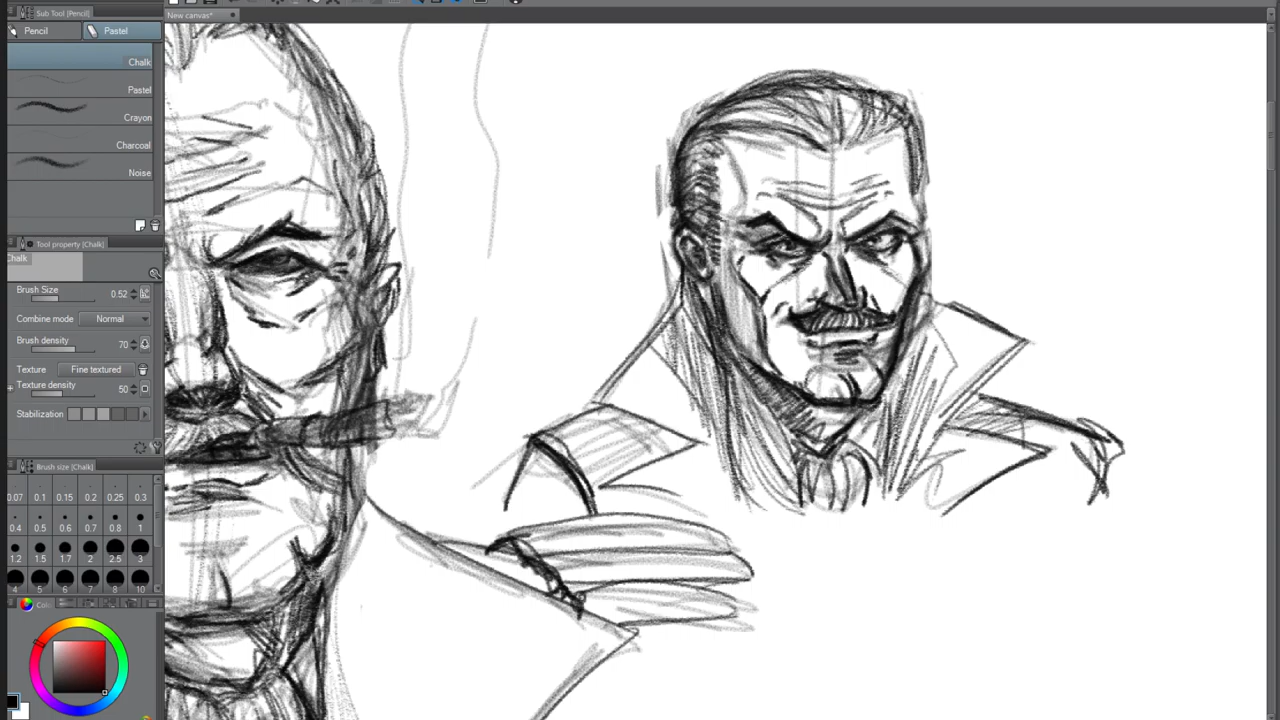 New canvas*
Sub Tool [Pencil]
Pencil
Pastel
Chalk
Pastel
Crayon
Charcoal
Noise
Tool property [Chalk]
Chalk
Brush Size 0.52
Combine mode Normal
Brush density 70
Texture Fine textured
Texture density 50
Stabilization
Brush size [Chalk]
0.07 0.1 0.15 0.2 0.25 0.3
0.4 0.5 0.6 0.7 0.8 1
1.2 1.5 1.7 2 2.5 3
4 5 6 7 8 10